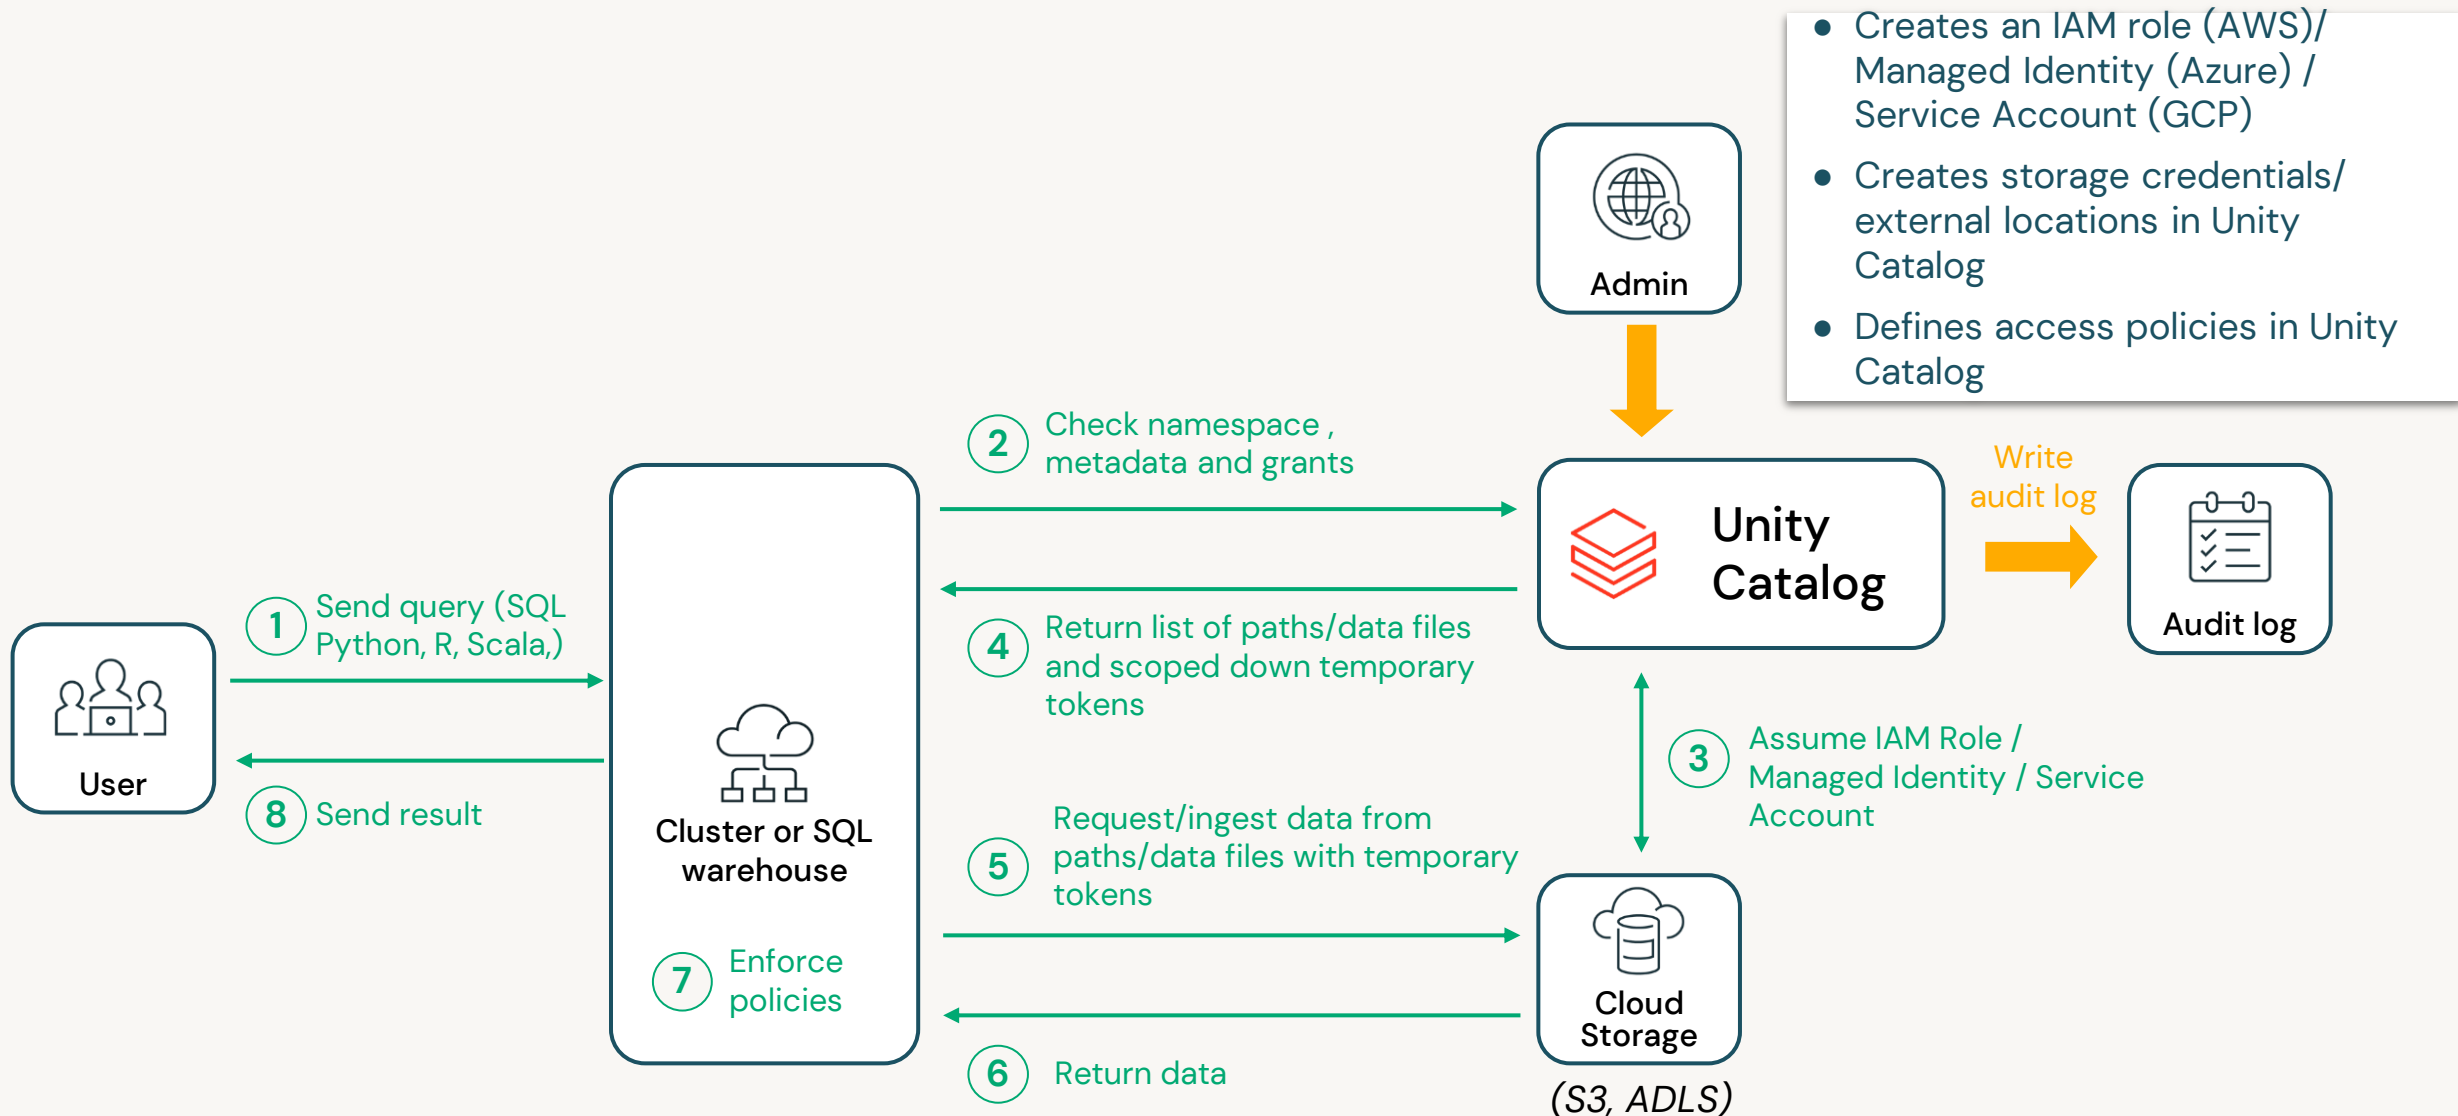 ● Creates an IAM role (AWS)/
Managed Identity (Azure) /
Service Account (GCP)
● Creates storage credentials/
external locations in Unity
Catalog
● Defines access policies in Unity
Catalog
Admin
2
Check namespace ,
metadata and grants
Write
audit log
Unity
Catalog
Audit log
1
Send query (SQL
Python, R, Scala,)
4
Return list of paths/data files
and scoped down temporary
tokens
User
8
Send result
3
Assume IAM Role /
Managed Identity / Service
Account
Cluster or SQL
warehouse
5
Request/ingest data from
paths/data files with temporary
tokens
7
Enforce
policies
Cloud
Storage
6
Return data
(S3, ADLS)